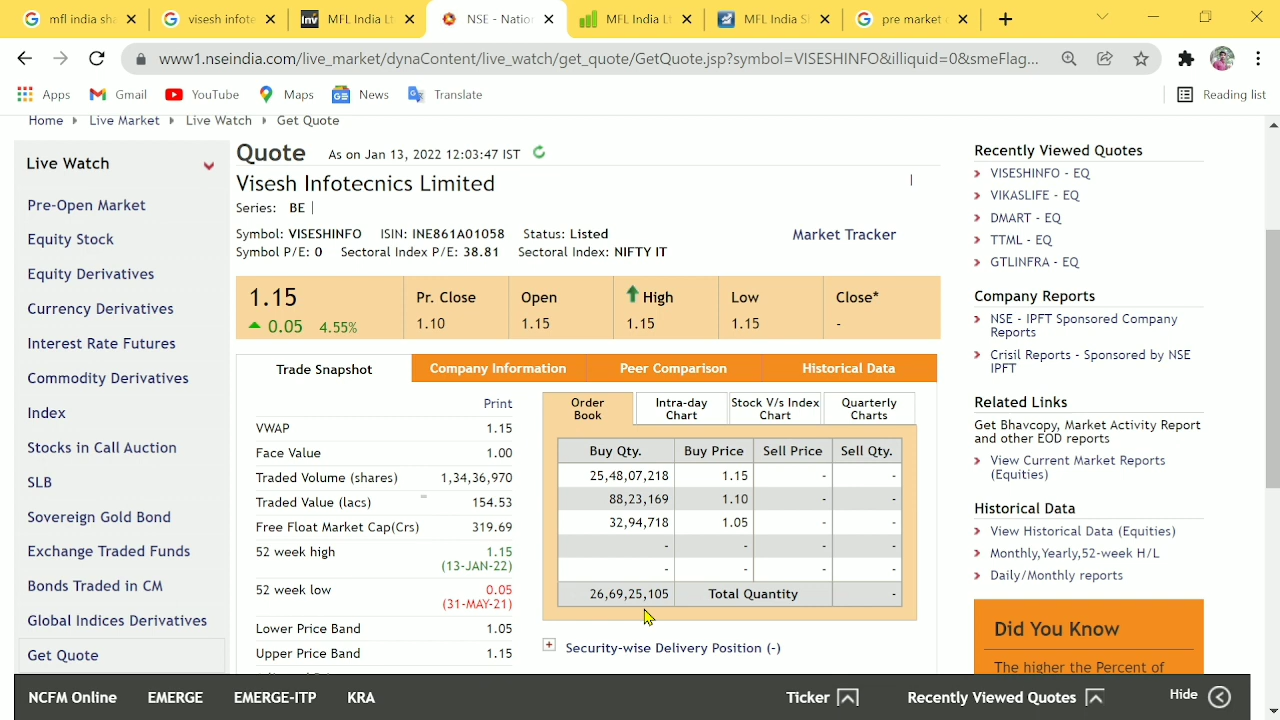 mfl india sha
visesh infote
MFL India Lt
NSE - Natio
MFL India Lt
MFL India S
pre market c
www1.nseindia.com/live_market/dynaContent/live_watch/get_quote/GetQuote.jsp?symbol=VISESHINFO&illiquid=0&smeFlag...
Apps
Gmail
YouTube
Maps
News
Translate
Reading list
Home Live Market Live Watch Get Quote
Live Watch
Pre-Open Market
Equity Stock
Equity Derivatives
Currency Derivatives
Interest Rate Futures
Commodity Derivatives
Index
Stocks in Call Auction
SLB
Sovereign Gold Bond
Exchange Traded Funds
Bonds Traded in CM
Global Indices Derivatives
Get Quote
Quote As on Jan 13, 2022 12:03:47 IST
Visesh Infotecnics Limited |
Series: BE |
Symbol: VISESHINFO ISIN: INE861A01058 Status: Listed
Market Tracker
Symbol P/E: 0 Sectoral Index P/E: 38.81 Sectoral Index: NIFTY IT
1.15 Pr. Close Open High Low Close*
0.05 4.55% 1.10 1.15 1.15 1.15 -
Trade Snapshot Company Information Peer Comparison Historical Data
Print
VWAP 1.15
Face Value 1.00
Traded Volume (shares) 1,34,36,970
Traded Value (lacs) 154.53
Free Float Market Cap(Crs) 319.69
52 week high 1.15
(13-JAN-22)
52 week low 0.05
(31-MAY-21)
Lower Price Band 1.05
Upper Price Band 1.15
Order Book
Intra-day Chart
Stock V/s Index Chart
Quarterly Charts
Buy Qty. Buy Price Sell Price Sell Qty.
25,48,07,218 1.15 - -
88,23,169 1.10 - -
32,94,718 1.05 - -
- - - -
- - - -
26,69,25,105 Total Quantity -
Security-wise Delivery Position (-)
Recently Viewed Quotes
VISESHINFO - EQ
VIKASLIFE - EQ
DMART - EQ
TTML - EQ
GTLINFRA - EQ
Company Reports
NSE - IPFT Sponsored Company
Reports
Crisil Reports - Sponsored by NSE
IPFT
Related Links
Get Bhavcopy, Market Activity Report
and other EOD reports
View Current Market Reports
(Equities)
Historical Data
View Historical Data (Equities)
Monthly,Yearly,52-week H/L
Daily/Monthly reports
Did You Know
The higher the Percent of
NCFM Online EMERGE EMERGE-ITP KRA Ticker Recently Viewed Quotes Hide